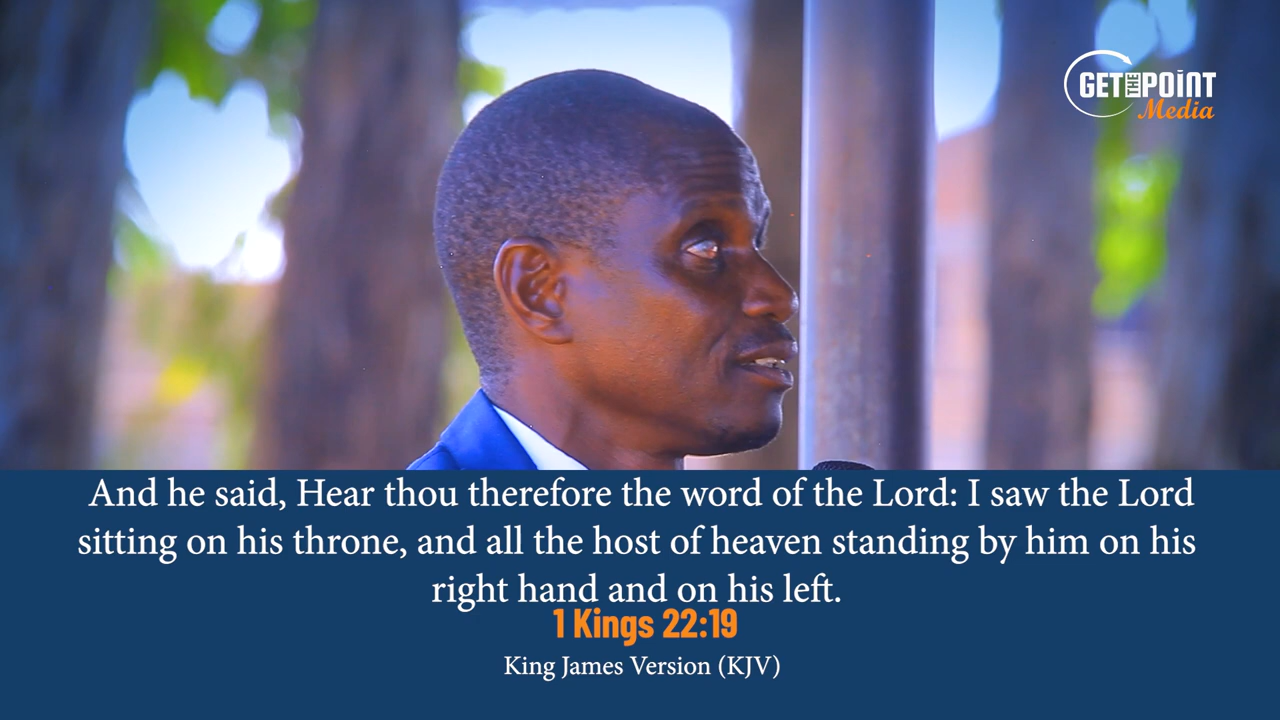 GET THE POINT
Media
And he said, Hear thou therefore the word of the Lord: I saw the Lord
sitting on his throne, and all the host of heaven standing by him on his
right hand and on his left.
1 Kings 22:19
King James Version (KJV)